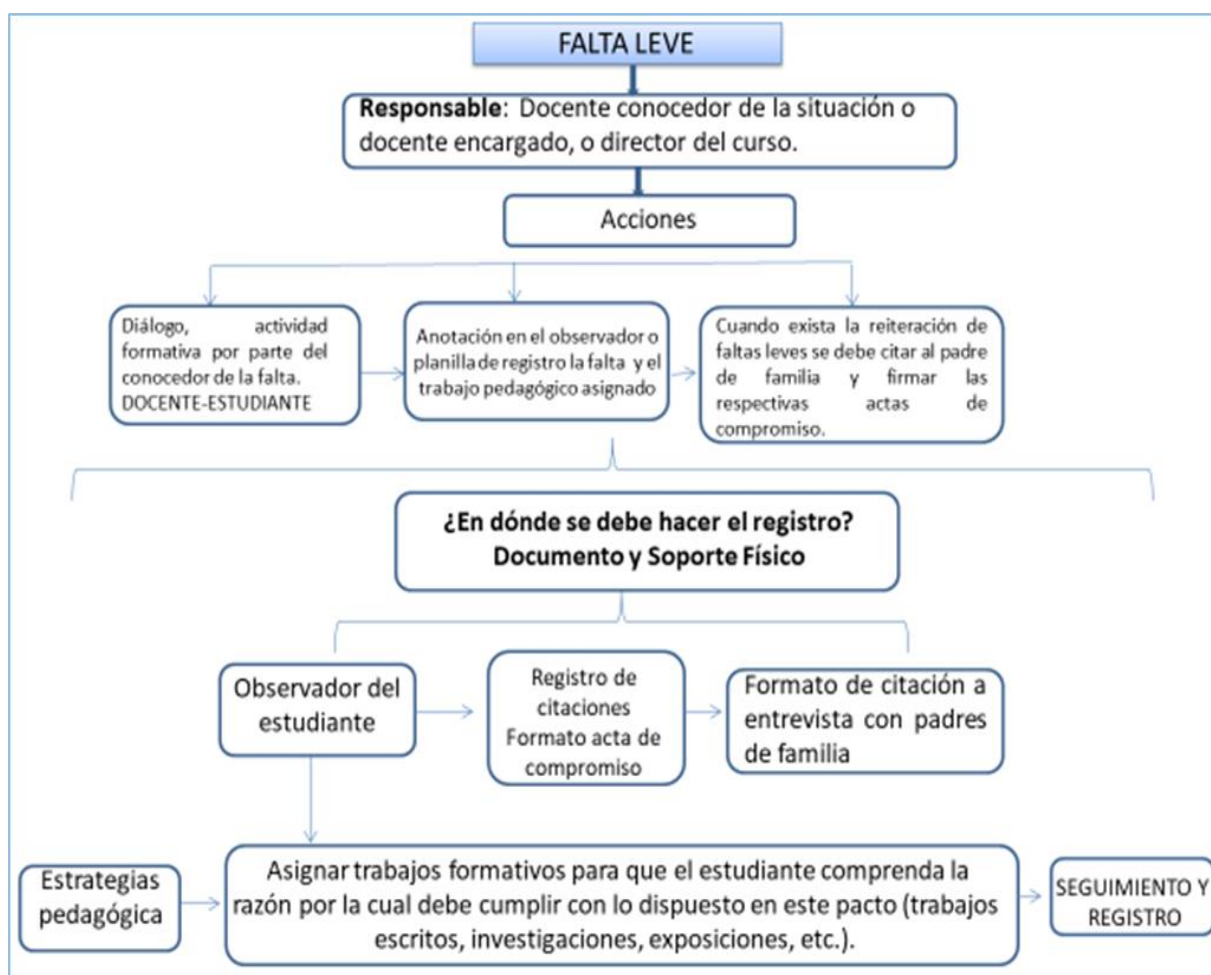 FALTA LEVE
Responsable: Docente conocedor de la situación o
docente encargado, o director del curso.
Acciones
Diálogo, actividad
formativa por parte del
conocedor de la falta.
DOCENTE-ESTUDIANTE
Anotación en el observador o
planilla de registro la falta y el
trabajo pedagógico asignado
Cuando exista la reiteración de
faltas leves se debe citar al padre
de familia y firmar las
respectivas actas de
compromiso.
¿En dónde se debe hacer el registro?
Documento y Soporte Físico
Observador del
estudiante
Registro de
citaciones
Formato acta de
compromiso
Formato de citación a
entrevista con padres
de familia
Estrategias
pedagógica
Asignar trabajos formativos para que el estudiante comprenda la
razón por la cual debe cumplir con lo dispuesto en este pacto (trabajos
escritos, investigaciones, exposiciones, etc.).
SEGUIMIENTO Y
REGISTRO